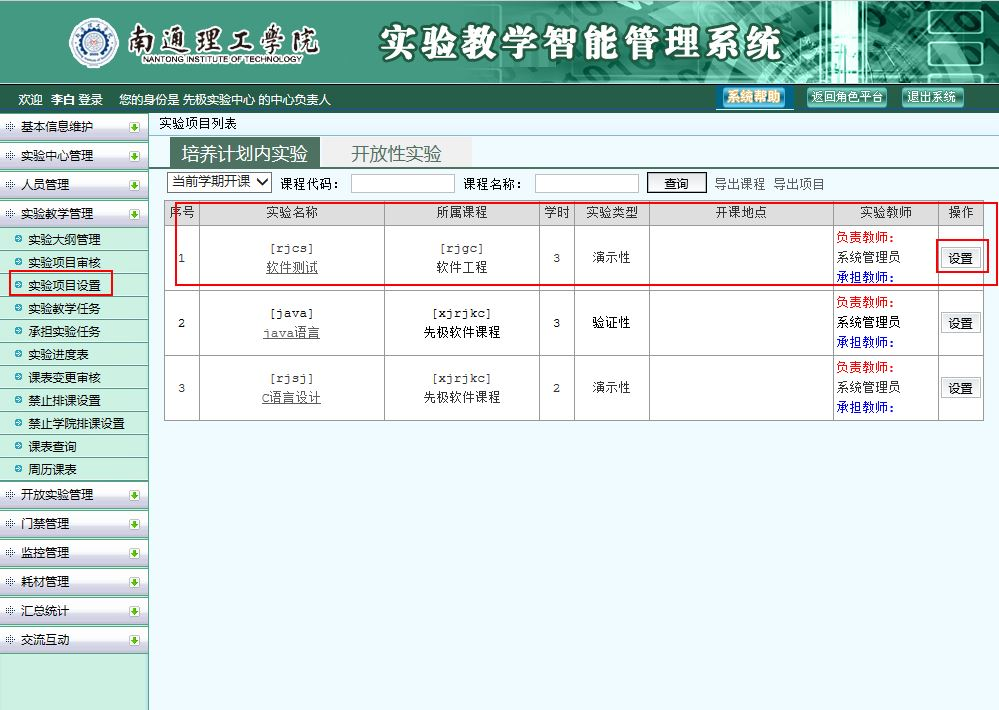 南通理工學院
NANTONG INSTITUTE OF TECHNOLOGY
实验教学智能管理系统
欢迎 李白 登录 您的身份是 先极实验中心 的中心负责人
系统帮助 返回角色平台 退出系统
基本信息维护
实验中心管理
人员管理
实验教学管理
实验大纲管理
实验项目审核
实验项目设置
实验教学任务
承担实验任务
实验进度表
课表变更审核
禁止排课设置
禁止学院排课设置
课表查询
周历课表
开放实验管理
门禁管理
监控管理
耗材管理
汇总统计
交流互动
实验项目列表
培养计划内实验 开放性实验
当前学期开课 课程代码： 课程名称： 查询 导出课程 导出项目
序号 实验名称 所属课程 学时 实验类型 开课地点 实验教师 操作
1 [rjcs] 软件测试 [rjgc] 软件工程 3 演示性 负责教师： 系统管理员 承担教师： 设置
2 [java] java语言 [xjrjkc] 先极软件课程 3 验证性 负责教师： 系统管理员 承担教师： 设置
3 [rjsj] C语言设计 [xjrjkc] 先极软件课程 2 演示性 负责教师： 系统管理员 承担教师： 设置